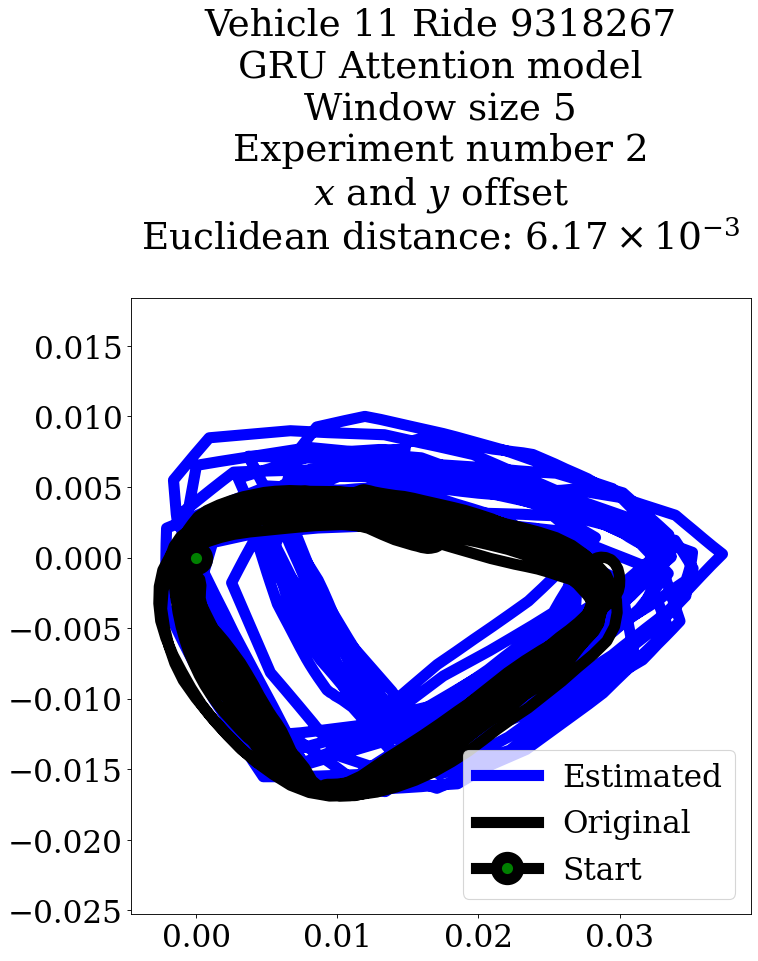 Vehicle 11 Ride 9318267
GRU Attention model
Window size 5
Experiment number 2
x and y offset
Euclidean distance: 6.17 × 10⁻³
0.015
0.010
0.005
0.000
−0.005
−0.010
−0.015
−0.020
−0.025
Estimated
Original
Start
0.00 0.01 0.02 0.03